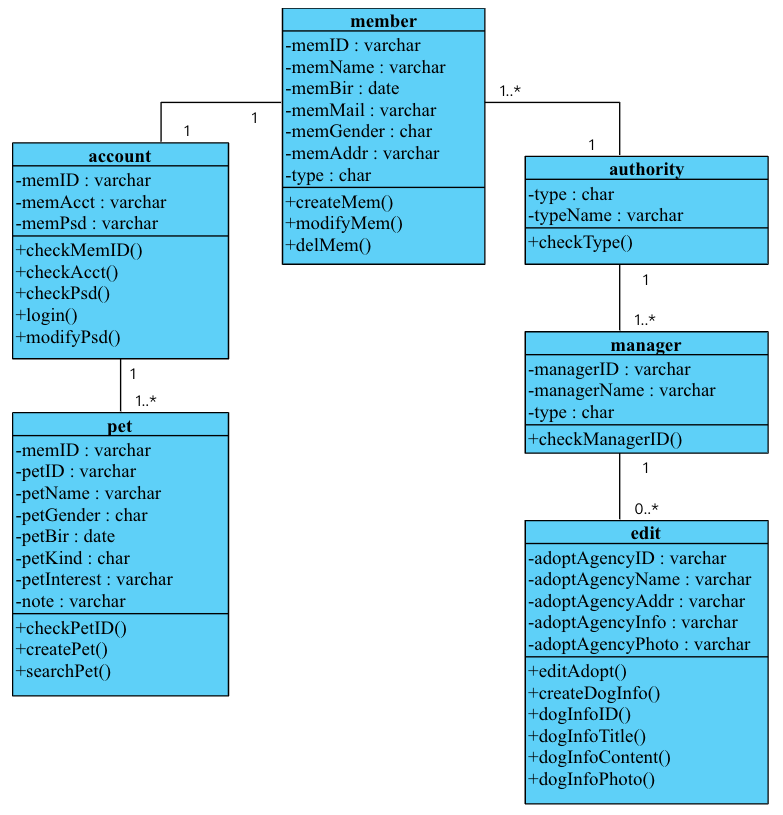 member
-memID : varchar
-memName : varchar
-memBir : date
-memMail : varchar
-memGender : char
-memAddr : varchar
-type : char
+createMem()
+modifyMem()
+delMem()
1
1
1..*
1
account
-memID : varchar
-memAcct : varchar
-memPsd : varchar
+checkMemID()
+checkAcct()
+checkPsd()
+login()
+modifyPsd()
1
1..*
pet
-memID : varchar
-petID : varchar
-petName : varchar
-petGender : char
-petBir : date
-petKind : char
-petInterest : varchar
-note : varchar
+checkPetID()
+createPet()
+searchPet()
authority
-type : char
-typeName : varchar
+checkType()
1
1..*
manager
-managerID : varchar
-managerName : varchar
-type : char
+checkManagerID()
1
0..*
edit
-adoptAgencyID : varchar
-adoptAgencyName : varchar
-adoptAgencyAddr : varchar
-adoptAgencyInfo : varchar
-adoptAgencyPhoto : varchar
+editAdopt()
+createDogInfo()
+dogInfoID()
+dogInfoTitle()
+dogInfoContent()
+dogInfoPhoto()